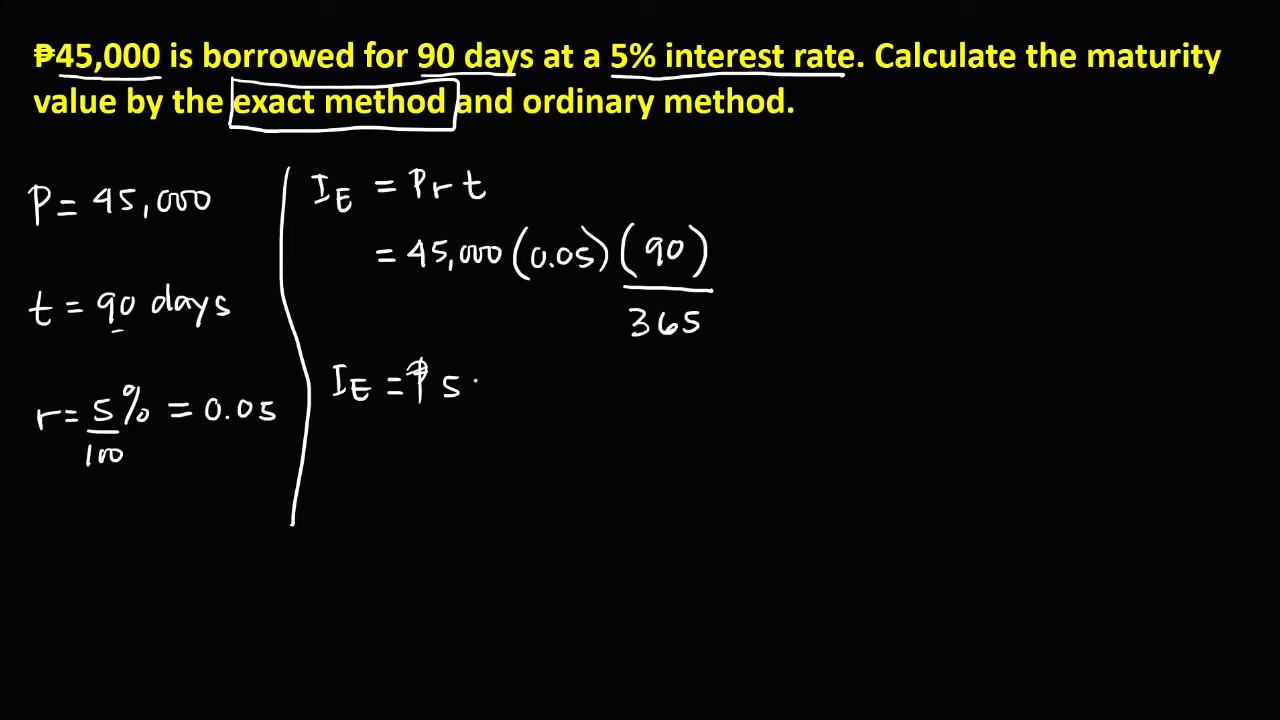 ₱45,000 is borrowed for 90 days at a 5% interest rate. Calculate the maturity
value by the exact method and ordinary method.
P = 45,000
t = 90 days
r = 5% = 0.05
100
I_E = Prt
= 45,000 (0.05) (90)
365
I_E = ₱ 5.